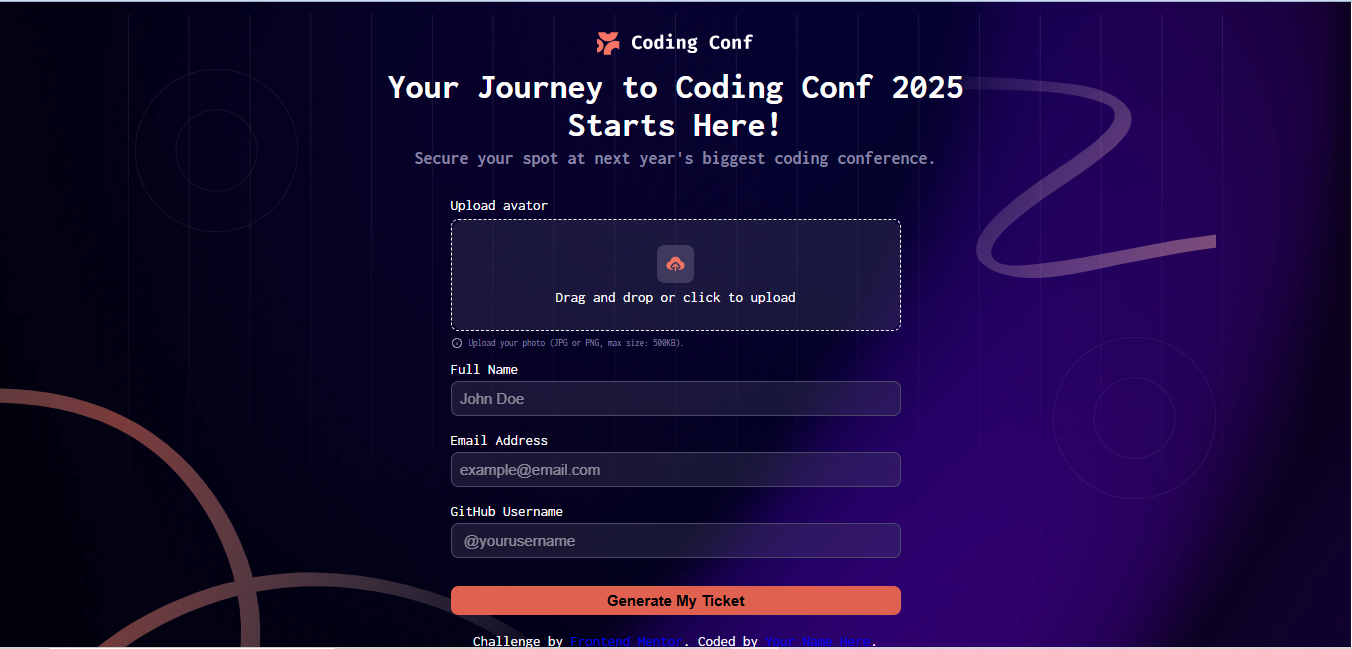 Coding Conf
Your Journey to Coding Conf 2025
Starts Here!
Secure your spot at next year's biggest coding conference.
Upload avator
Drag and drop or click to upload
Upload your photo (JPG or PNG, max size: 500KB).
Full Name
John Doe
Email Address
example@email.com
GitHub Username
@yourusername
Generate My Ticket
Challenge by Frontend Mentor. Coded by Your Name Here.